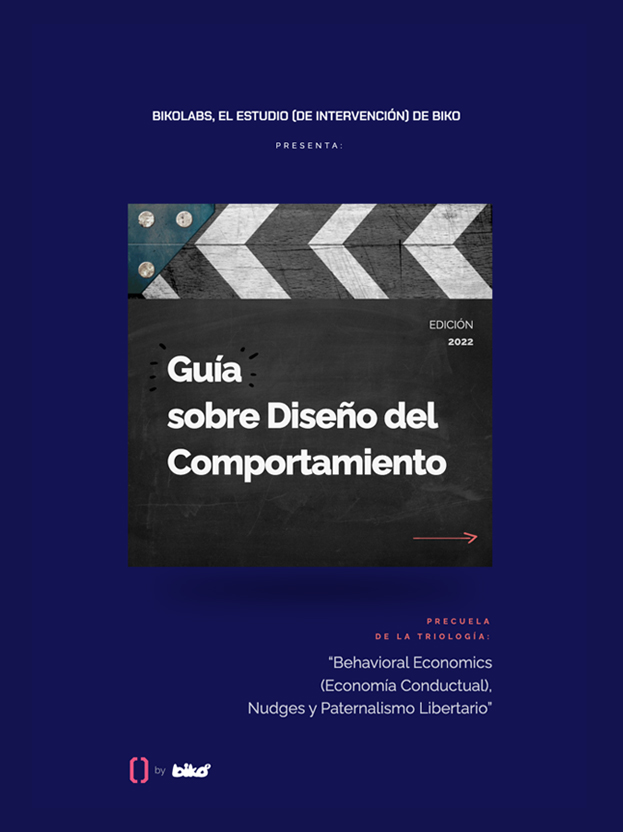 BIKOLABS, EL ESTUDIO (DE INTERVENCIÓN) DE BIKO
PRESENTA:
EDICIÓN
2022
Guía
sobre Diseño del
Comportamiento
PRECUELA
DE LA TRIOLOGÍA:
“Behavioral Economics
(Economía Conductual),
Nudges y Paternalismo Libertario”
by biko